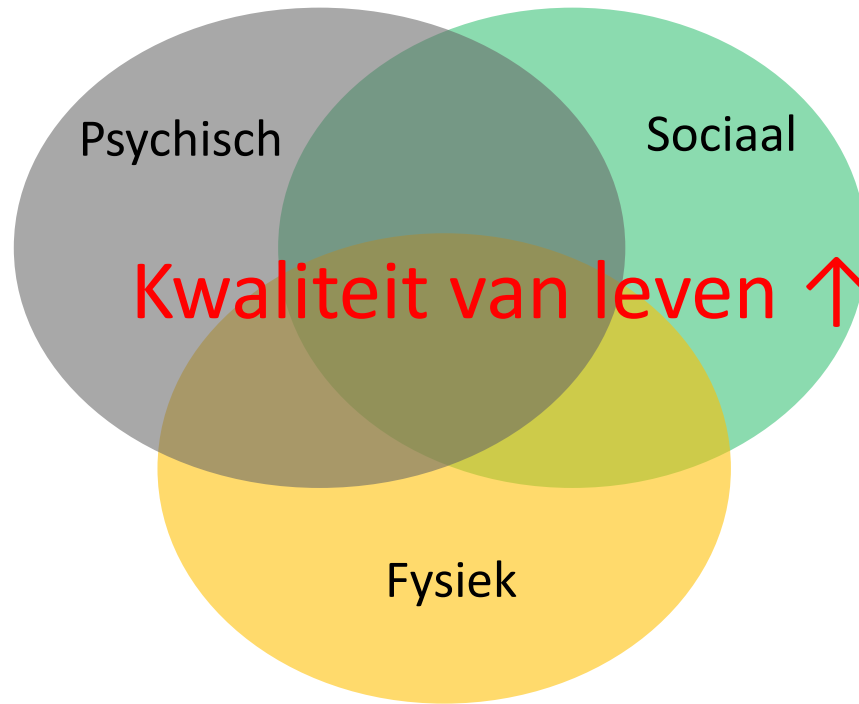 Psychisch
Sociaal
Kwaliteit van leven ↑
Fysiek